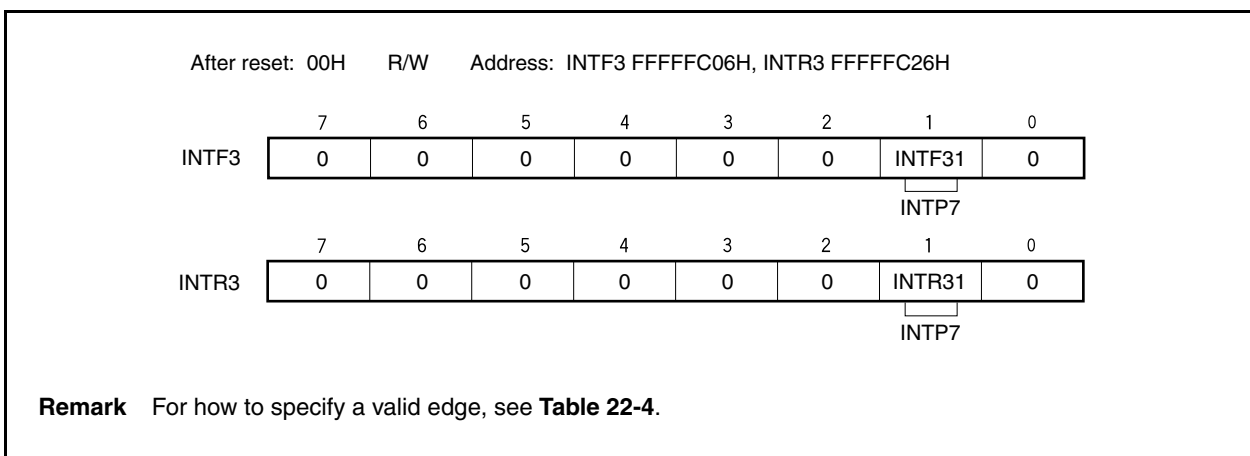 After reset: 00H R/W Address: INTF3 FFFFFC06H, INTR3 FFFFFC26H
7 6 5 4 3 2 1 0
INTF3 0 0 0 0 0 0 INTF31 0
INTP7
7 6 5 4 3 2 1 0
INTR3 0 0 0 0 0 0 INTR31 0
INTP7
Remark For how to specify a valid edge, see Table 22-4.